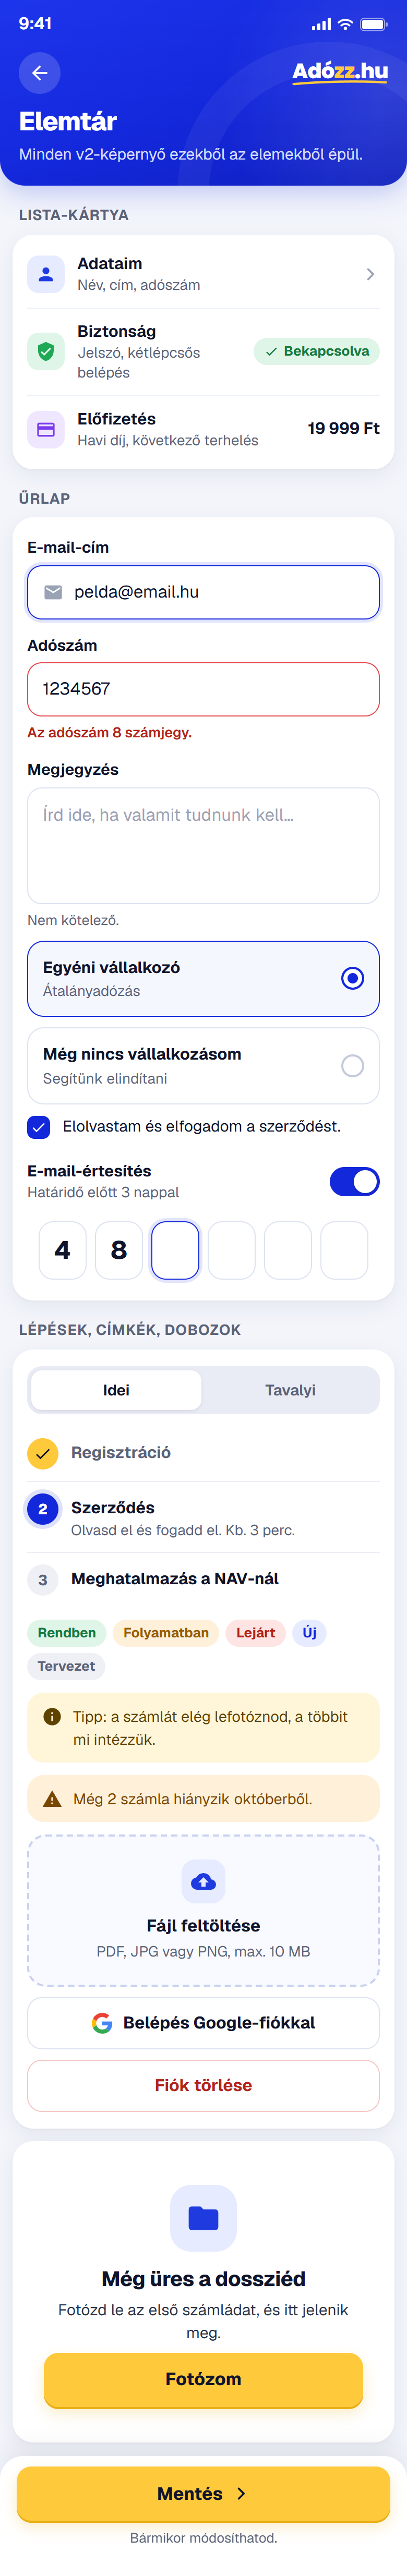 9:41
Adózz.hu
Elemtár
Minden v2-képernyő ezekből az elemekből épül.
LISTA-KÁRTYA
Adataim
Név, cím, adószám
Biztonság
Jelszó, kétlépcsős
belépés
Bekapcsolva
Előfizetés
Havi díj, következő terhelés
19 999 Ft
ŰRLAP
E-mail-cím
pelda@email.hu
Adószám
1234567
Az adószám 8 számjegy.
Megjegyzés
Írd ide, ha valamit tudnunk kell…
Nem kötelező.
Egyéni vállalkozó
Átalányadózás
Még nincs vállalkozásom
Segítünk elindítani
Elolvastam és elfogadom a szerződést.
E-mail-értesítés
Határidő előtt 3 nappal
4 8
LÉPÉSEK, CÍMKÉK, DOBOZOK
Idei Tavalyi
Regisztráció
2 Szerződés
Olvasd el és fogadd el. Kb. 3 perc.
3 Meghatalmazás a NAV-nál
Rendben Folyamatban Lejárt Új
Tervezet
Tipp: a számlát elég lefotóznod, a többit
mi intézzük.
Még 2 számla hiányzik októberből.
Fájl feltöltése
PDF, JPG vagy PNG, max. 10 MB
Belépés Google-fiókkal
Fiók törlése
Még üres a dossziéd
Fotózd le az első számládat, és itt jelenik
meg.
Fotózom
Mentés
Bármikor módosíthatod.